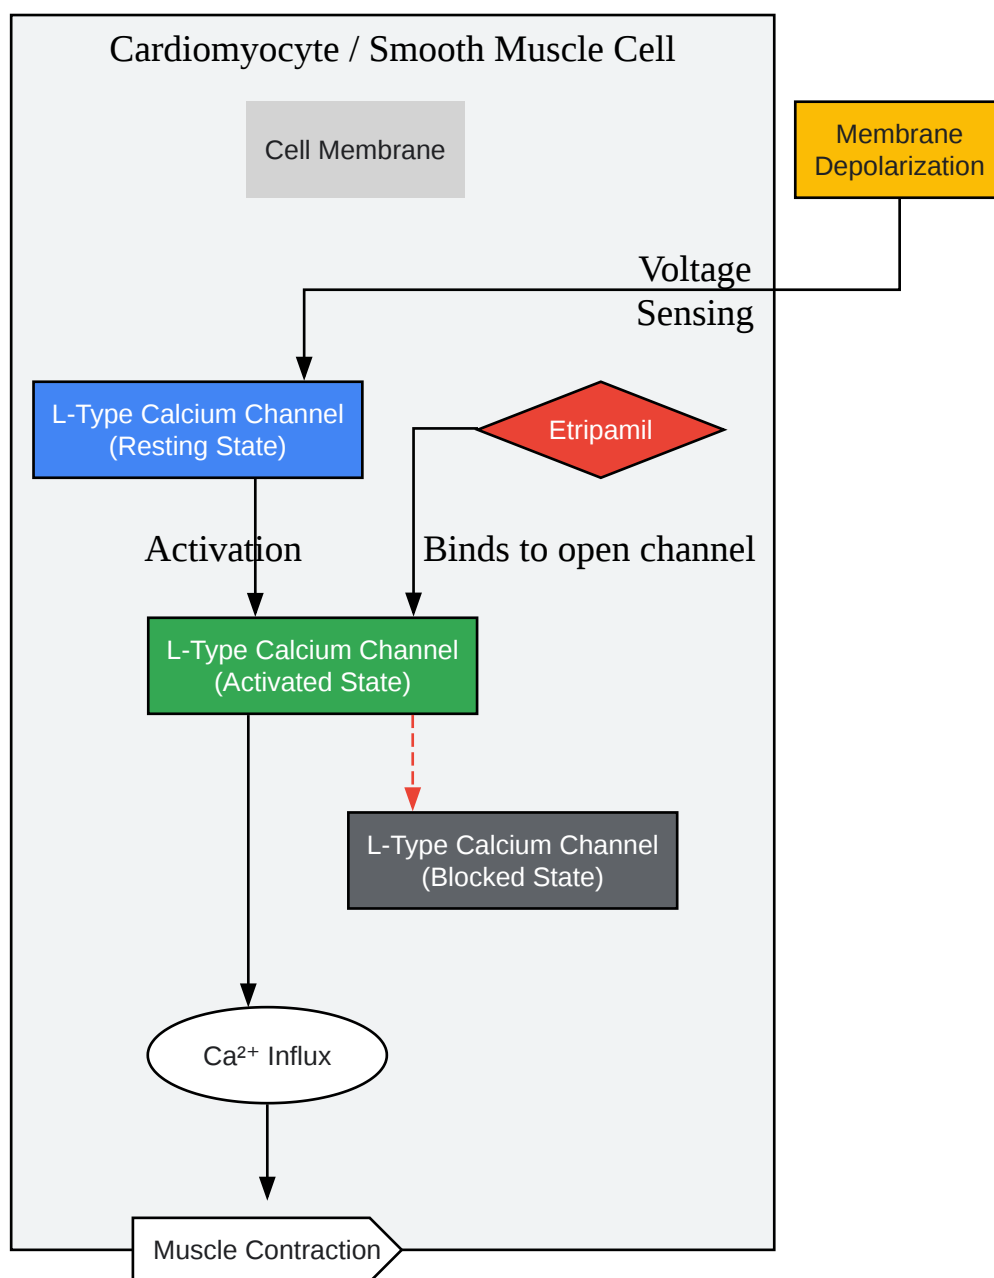 Cardiomyocyte / Smooth Muscle Cell
Cell Membrane
Membrane
Depolarization
Voltage
Sensing
L-Type Calcium Channel
(Resting State)
Etripamil
Activation
Binds to open channel
L-Type Calcium Channel
(Activated State)
L-Type Calcium Channel
(Blocked State)
Ca²⁺ Influx
Muscle Contraction